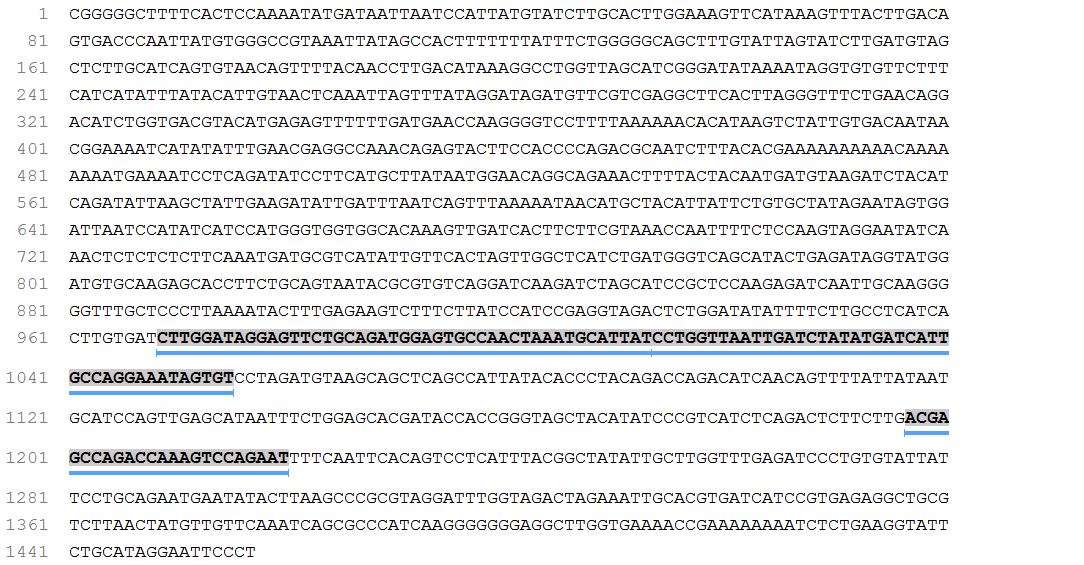 1 CGGGGGCTTTTCACTCCAAAATATGATAATTAATCCATTATGTATCTTGCACTTGGAAAGTTCATAAAGTTTACTTGACA
81 GTGACCCAATTATGTGGGCCGTAAATTATAGCCACTTTTTTTATTTCTGGGGGCAGCTTTGTATTAGTATCTTGATGTAG
161 CTCTTGCATCAGTGTAACAGTTTTACAACCTTGACATAAAGGCCTGGTTAGCATCGGGATATAAAATAGGTGTGTTCTTT
241 CATCATATTTATACATTGTAACTCAAATTAGTTTATAGGATAGATGTTCGTCGAGGCTTCACTTAGGGTTTCTGAACAGG
321 ACATCTGGTGACGTACATGAGAGTTTTTTGATGAACCAAGGGGTCCTTTTAAAAAACACATAAGTCTATTGTGACAATAA
401 CGGAAAATCATATATTTGAACGAGGCCAAACAGAGTACTTCCACCCCAGACGCAATCTTTACACGAAAAAAAAAACAAAA
481 AAAATGAAAATCCTCAGATATCCTTCATGCTTATAATGGAACAGGCAGAAACTTTTACTACAATGATGTAAGATCTACAT
561 CAGATATTAAGCTATTGAAGATATTGATTTAATCAGTTTAAAAATAACATGCTACATTATTCTGTGCTATAGAATAGTGG
641 ATTAATCCATATCATCCATGGGTGGTGGCACAAAGTTGATCACTTCTTCGTAAACCAATTTTCTCCAAGTAGGAATATCA
721 AACTCTCTCTCTTCAAATGATGCGTCATATTGTTCACTAGTTGGCTCATCTGATGGGTCAGCATACTGAGATAGGTATGG
801 ATGTGCAAGAGCACCTTCTGCAGTAATACGCGTGTCAGGATCAAGATCTAGCATCCGCTCCAAGAGATCAATTGCAAGGG
881 GGTTTGCTCCCTTAAAATACTTTGAGAAGTCTTTCTTATCCATCCGAGGTAGACTCTGGATATATTTTCTTGCCTCATCA
961 CTTGTGATCTTGGATAGGAGTTCTGCAGATGGAGTGCCAACTAAATGCATTATCCTGGTTAATTGATCTATATGATCATT
1041 GCCAGGAAATAGTGTCCTAGATGTAAGCAGCTCAGCCATTATACACCCTACAGACCAGACATCAACAGTTTTATTATAAT
1121 GCATCCAGTTGAGCATAATTTCTGGAGCACGATACCACCGGGTAGCTACATATCCCGTCATCTCAGACTCTTCTTGACGA
1201 GCCAGACCAAAGTCCAGAATTTTCAATTCACAGTCCTCATTTACGGCTATATTGCTTGGTTTGAGATCCCTGTGTATTAT
1281 TCCTGCAGAATGAATATACTTAAGCCCGCGTAGGATTTGGTAGACTAGAAATTGCACGTGATCATCCGTGAGAGGCTGCG
1361 TCTTAACTATGTTGTTCAAATCAGCGCCCATCAAGGGGGGGAGGCTTGGTGAAAACCGAAAAAAAATCTCTGAAGGTATT
1441 CTGCATAGGAATTCCCT